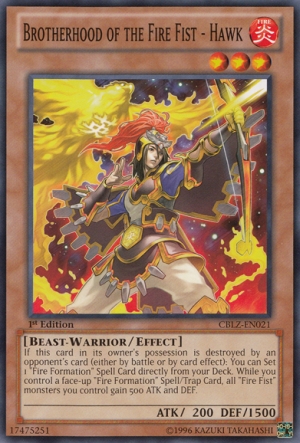 BROTHERHOOD OF THE FIRE FIST - HAWK
FIRE
炎
1st Edition
CBLZ-EN021
[BEAST-WARRIOR/EFFECT]
If this card in its owner's possession is destroyed by an
opponent's card (either by battle or by card effect): You can Set
1 "Fire Formation" Spell Card directly from your Deck. While you
control a face-up "Fire Formation" Spell/Trap Card, all "Fire Fist"
monsters you control gain 500 ATK and DEF.
ATK/ 200 DEF/1500
17475251
©1996 KAZUKI TAKAHASHI